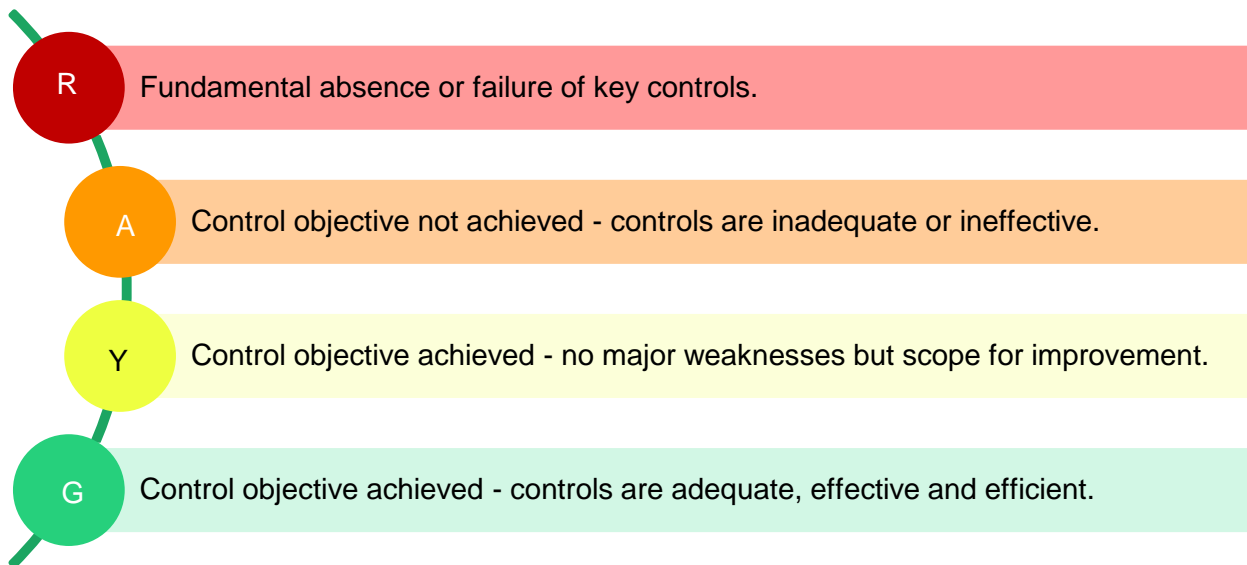 R
Fundamental absence or failure of key controls.
A
Control objective not achieved - controls are inadequate or ineffective.
Y
Control objective achieved - no major weaknesses but scope for improvement.
G
Control objective achieved - controls are adequate, effective and efficient.